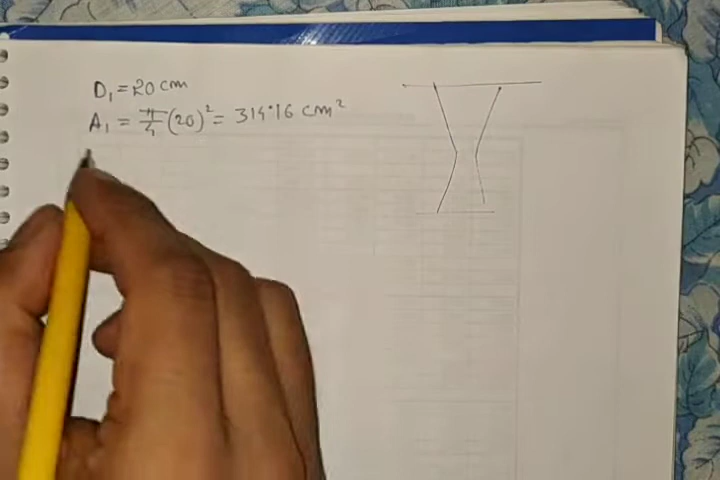 D₁ = 20 cm
A₁ = π/4 (20)² = 314.16 cm²